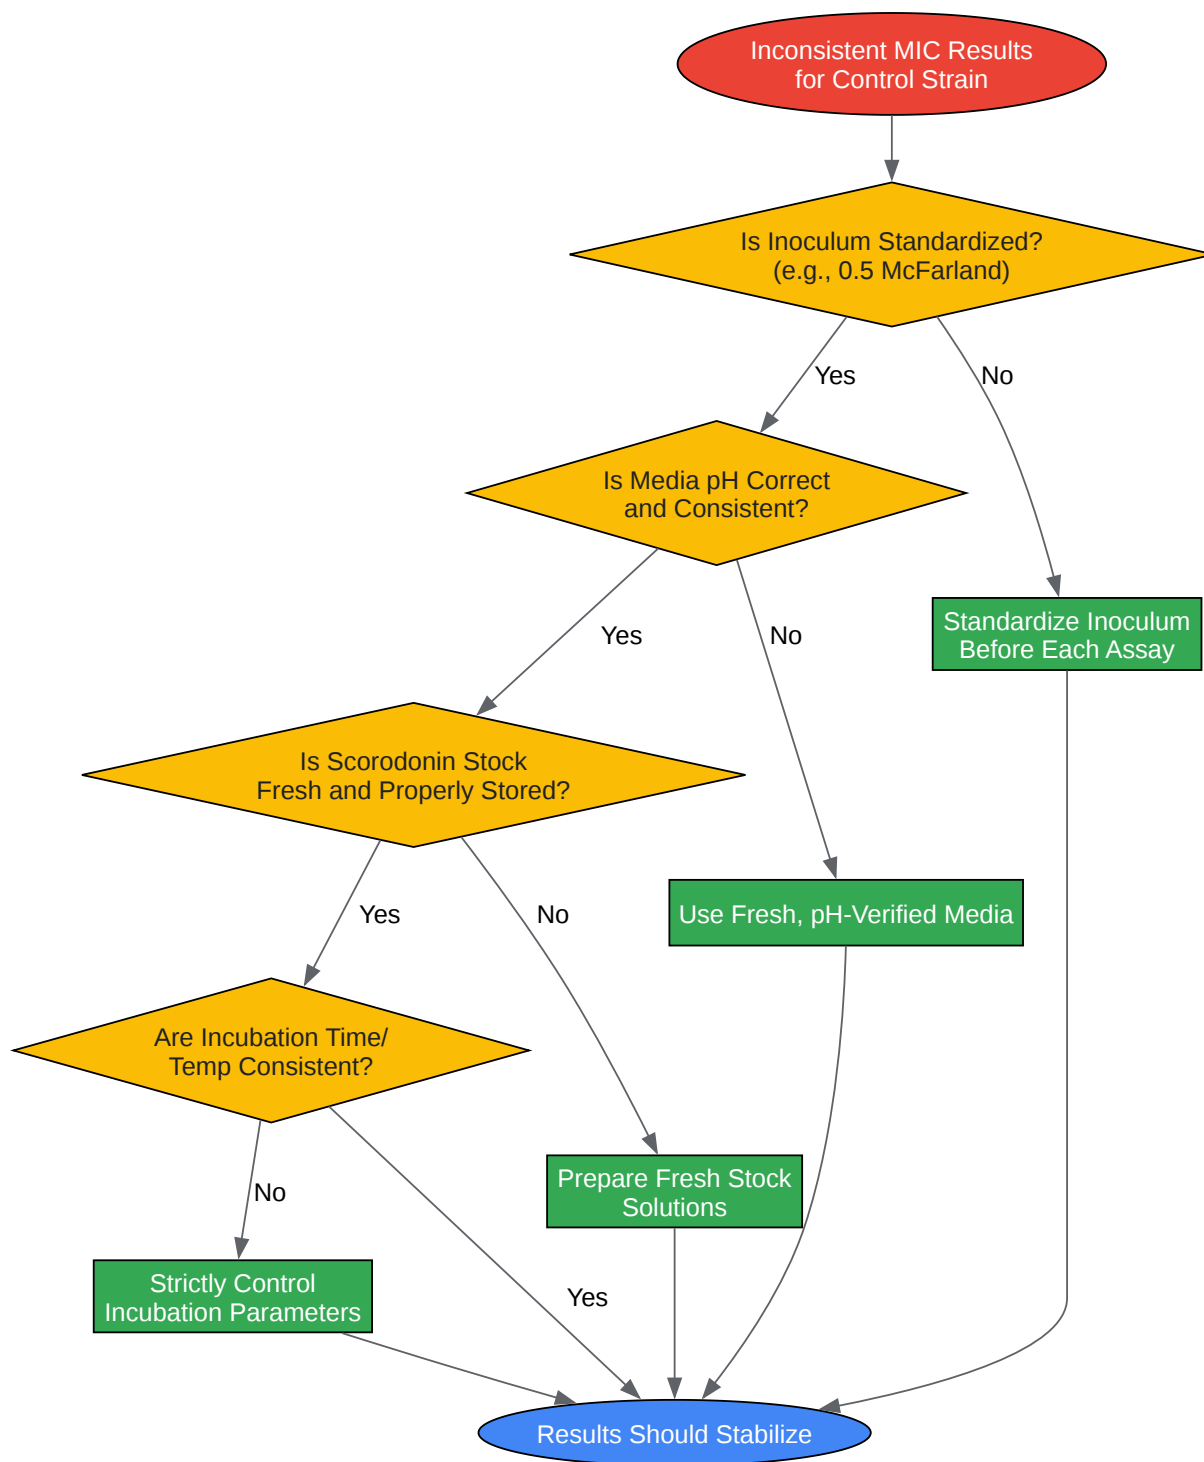 Inconsistent MIC Results
for Control Strain
Is Inoculum Standardized?
(e.g., 0.5 McFarland)
Yes
No
Is Media pH Correct
and Consistent?
Yes
No
Standardize Inoculum
Before Each Assay
Is Scorodonin Stock
Fresh and Properly Stored?
Yes
No
Use Fresh, pH-Verified Media
Are Incubation Time/
Temp Consistent?
No
Yes
Prepare Fresh Stock
Solutions
Strictly Control
Incubation Parameters
Results Should Stabilize